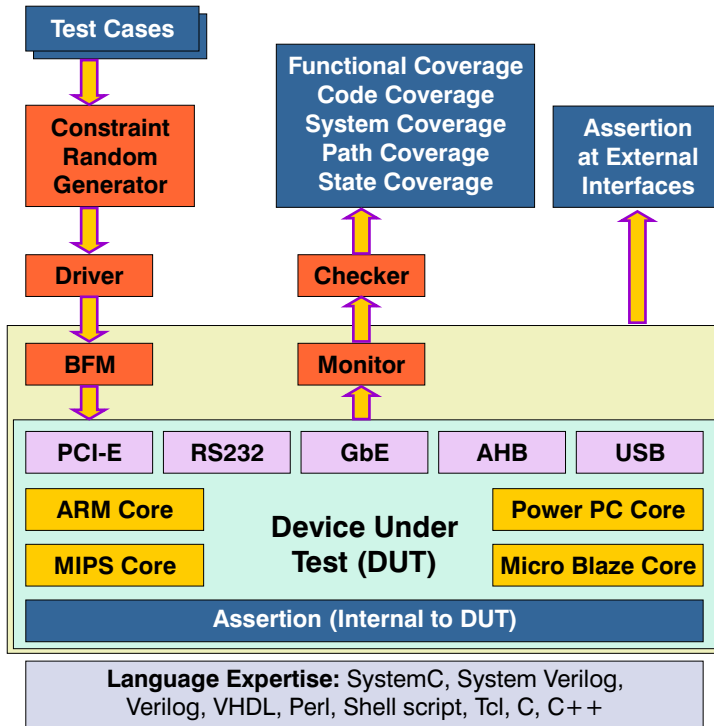 Test Cases
Constraint
Random
Generator
Driver
BFM
Functional Coverage
Code Coverage
System Coverage
Path Coverage
State Coverage
Checker
Monitor
Assertion
at External
Interfaces
PCI-E
RS232
GbE
AHB
USB
ARM Core
MIPS Core
Device Under
Test (DUT)
Power PC Core
Micro Blaze Core
Assertion (Internal to DUT)
Language Expertise: SystemC, System Verilog,
Verilog, VHDL, Perl, Shell script, Tcl, C, C++